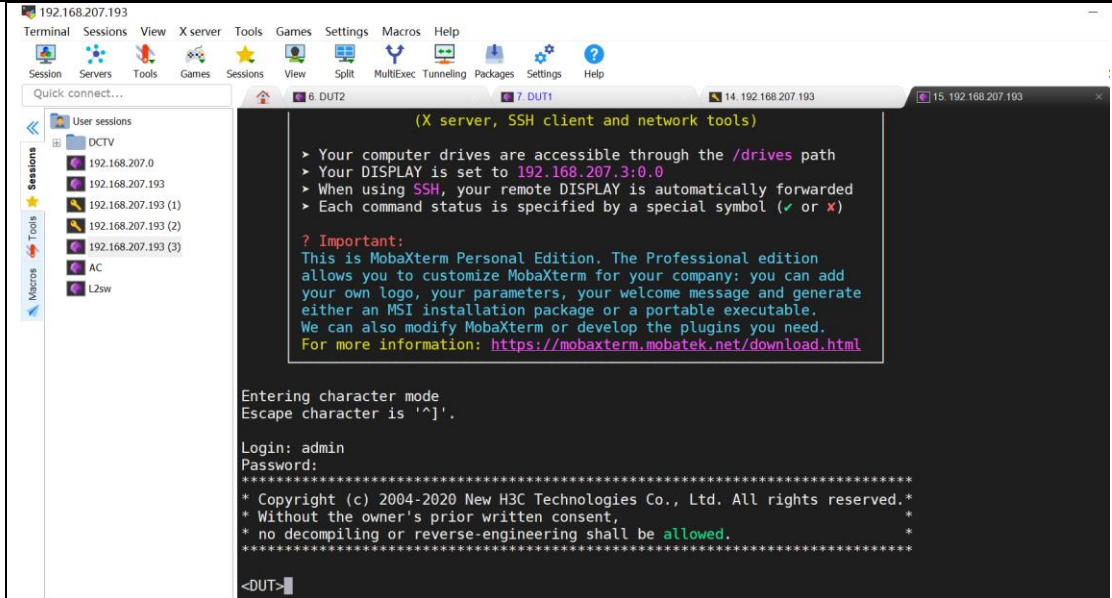 192.168.207.193
Terminal Sessions View X server Tools Games Settings Macros Help
Session Servers Tools Games Sessions View Split MultiExec Tunneling Packages Settings Help
Quick connect...
6. DUT2 7. DUT1 14. 192.168.207.193 15. 192.168.207.193
Sessions
Tools
Macros
User sessions
DCTV
192.168.207.0
192.168.207.193
192.168.207.193 (1)
192.168.207.193 (2)
192.168.207.193 (3)
AC
L2sw
(X server, SSH client and network tools)
➤ Your computer drives are accessible through the /drives path
➤ Your DISPLAY is set to 192.168.207.3:0.0
➤ When using SSH, your remote DISPLAY is automatically forwarded
➤ Each command status is specified by a special symbol (✔ or ✘)
? Important:
This is MobaXterm Personal Edition. The Professional edition
allows you to customize MobaXterm for your company: you can add
your own logo, your parameters, your welcome message and generate
either an MSI installation package or a portable executable.
We can also modify MobaXterm or develop the plugins you need.
For more information: https://mobaxterm.mobatek.net/download.html
Entering character mode
Escape character is '^]'.
Login: admin
Password:
******************************************************************************
* Copyright (c) 2004-2020 New H3C Technologies Co., Ltd. All rights reserved.*
* Without the owner's prior written consent, *
* no decompiling or reverse-engineering shall be allowed. *
******************************************************************************
<DUT>